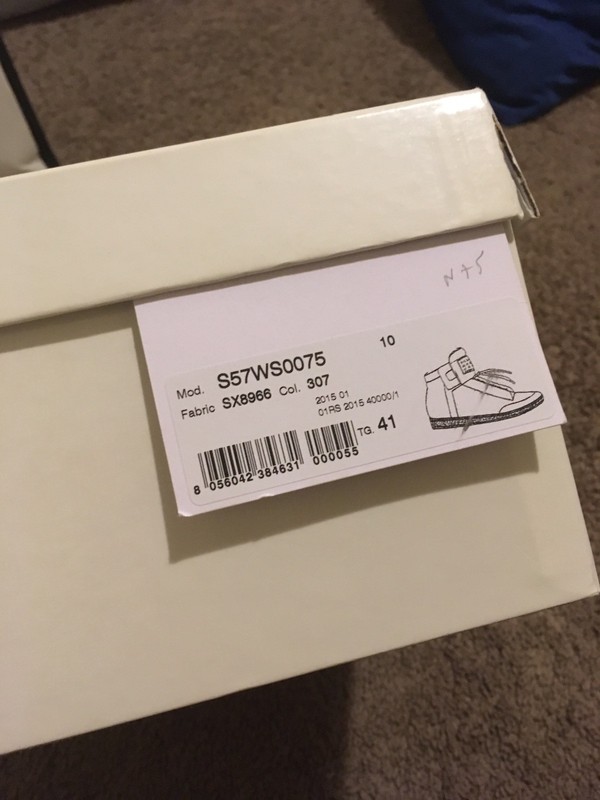 N+5
10
Mod. S57WS0075
Fabric SX8966 Col. 307
2015 01
01RS 2015 40000/1
TG. 41
8 056042 384631 000055